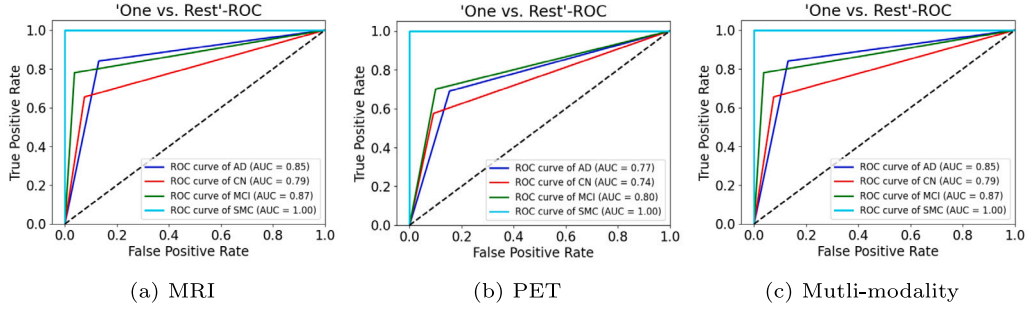 'One vs. Rest'-ROC
True Positive Rate
1.0
0.8
0.6
0.4
0.2
0.0
ROC curve of AD (AUC = 0.85)
ROC curve of CN (AUC = 0.79)
ROC curve of MCI (AUC = 0.87)
ROC curve of SMC (AUC = 1.00)
0.0 0.2 0.4 0.6 0.8 1.0
False Positive Rate
(a) MRI
'One vs. Rest'-ROC
True Positive Rate
1.0
0.8
0.6
0.4
0.2
0.0
ROC curve of AD (AUC = 0.77)
ROC curve of CN (AUC = 0.74)
ROC curve of MCI (AUC = 0.80)
ROC curve of SMC (AUC = 1.00)
0.0 0.2 0.4 0.6 0.8 1.0
False Positive Rate
(b) PET
'One vs. Rest'-ROC
True Positive Rate
1.0
0.8
0.6
0.4
0.2
0.0
ROC curve of AD (AUC = 0.85)
ROC curve of CN (AUC = 0.79)
ROC curve of MCI (AUC = 0.87)
ROC curve of SMC (AUC = 1.00)
0.0 0.2 0.4 0.6 0.8 1.0
False Positive Rate
(c) Mutli-modality